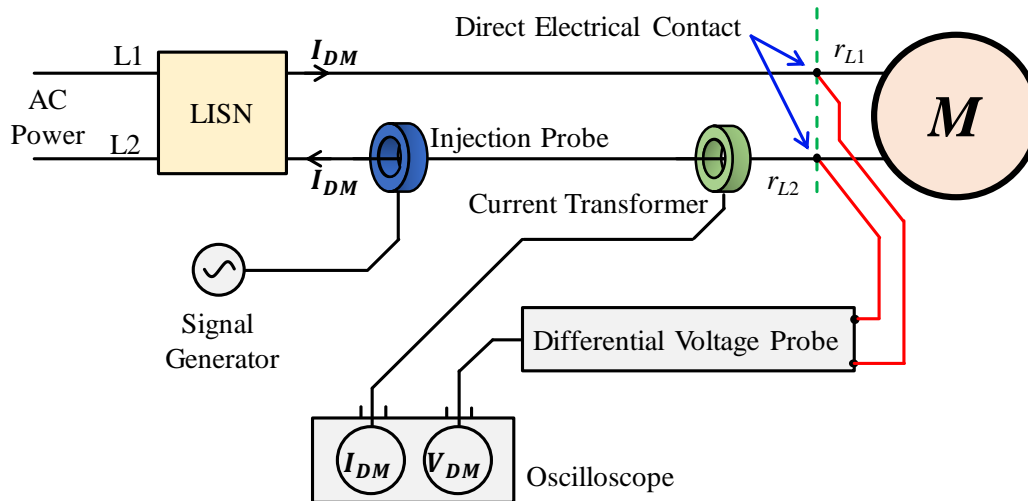 Direct Electrical Contact
L1
I_DM
r_L1
AC
Power
LISN
M
L2
Injection Probe
I_DM
r_L2
Current Transformer
Signal
Generator
Differential Voltage Probe
I_DM
V_DM
Oscilloscope